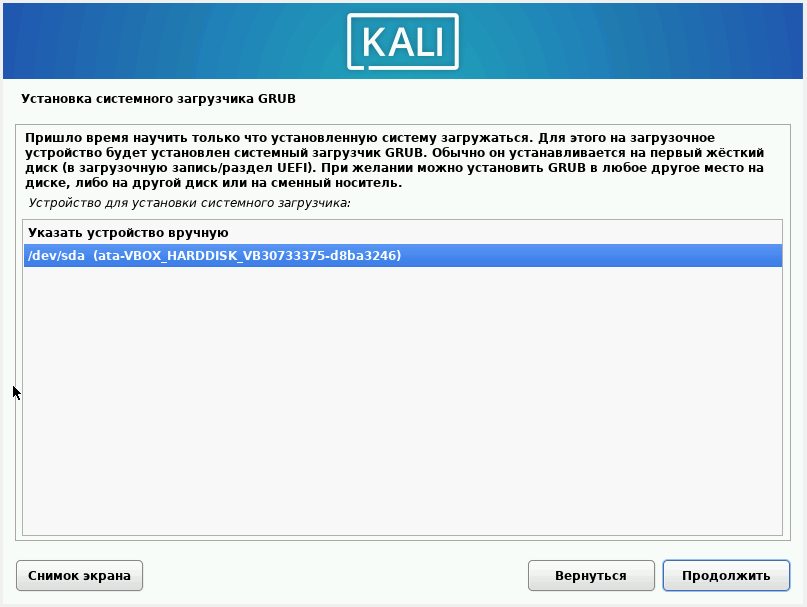 KALI
Установка системного загрузчика GRUB
Пришло время научить только что установленную систему загружаться. Для этого на загрузочное
устройство будет установлен системный загрузчик GRUB. Обычно он устанавливается на первый жёсткий
диск (в загрузочную запись/раздел UEFI). При желании можно установить GRUB в любое другое место на
диске, либо на другой диск или на сменный носитель.
Устройство для установки системного загрузчика:
Указать устройство вручную
/dev/sda  (ata-VBOX_HARDDISK_VB30733375-d8ba3246)
Снимок экрана
Вернуться
Продолжить